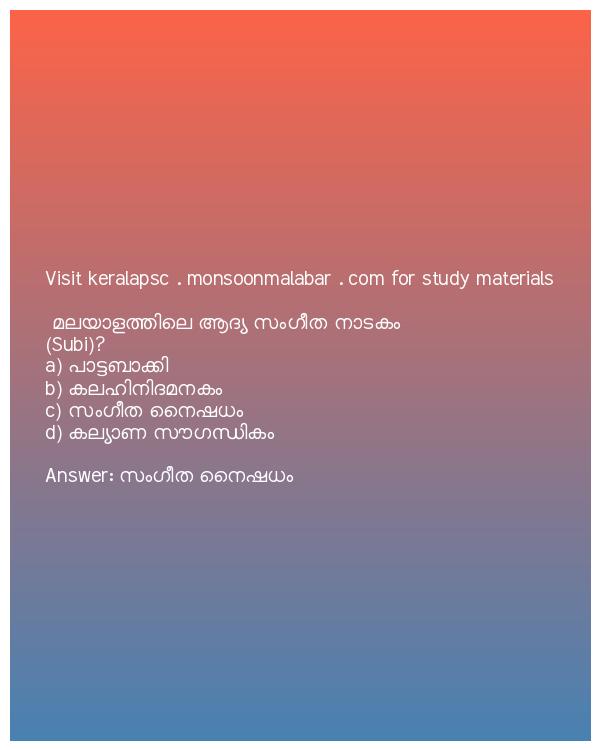 Visit keralapsc . monsoonmalabar . com for study materials
മലയാളത്തിലെ ആദ്യ സംഗീത നാടകം
(Subi)?
a) പാട്ടബാക്കി
b) കലഹിനിദമനകം
c) സംഗീത നൈഷധം
d) കല്യാണ സൗഗന്ധികം
Answer: സംഗീത നൈഷധം